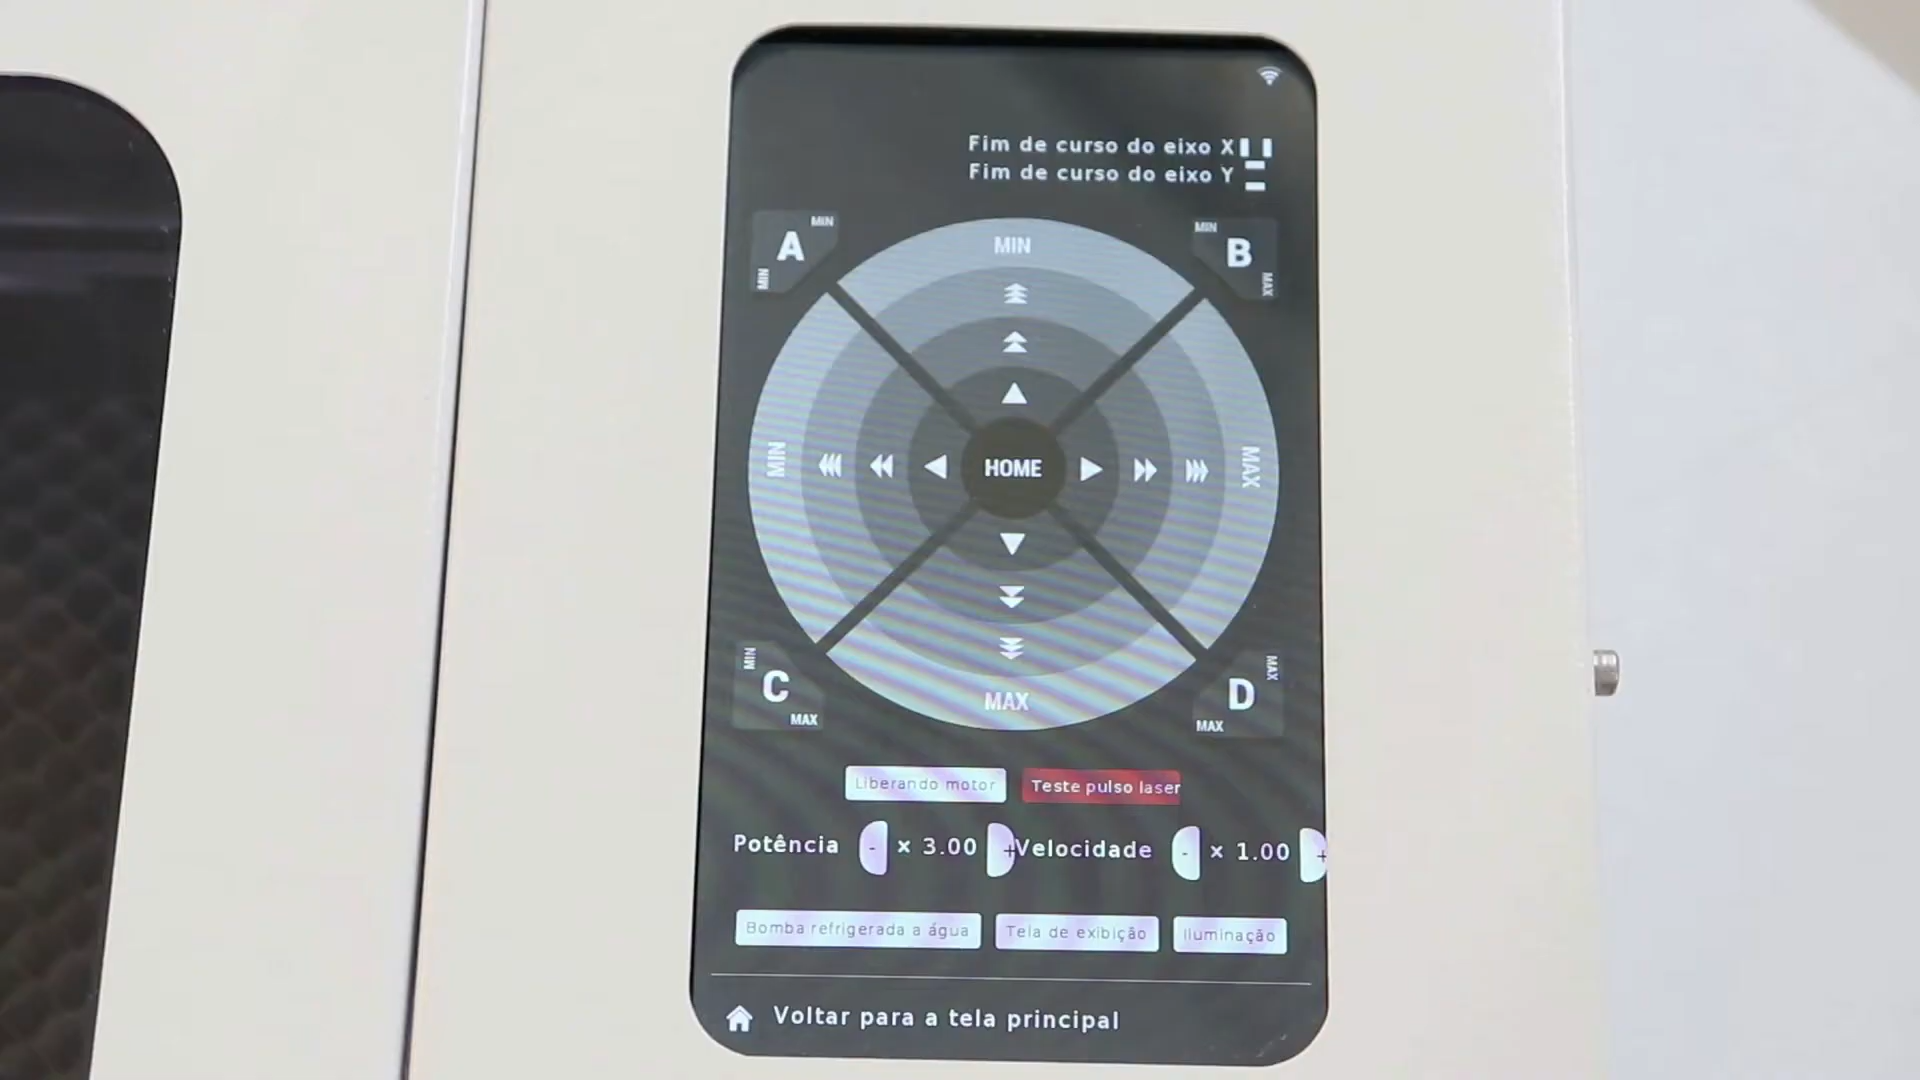 Fim de curso do eixo X
Fim de curso do eixo Y
A MIN MIN
MIN
B MIN MAX
MIN
HOME
MAX
C MIN MAX
MAX
D MAX MAX
Liberando motor
Teste pulso laser
Potência - x 3.00 +
Velocidade - x 1.00 +
Bomba refrigerada a água
Tela de exibição
Iluminação
Voltar para a tela principal